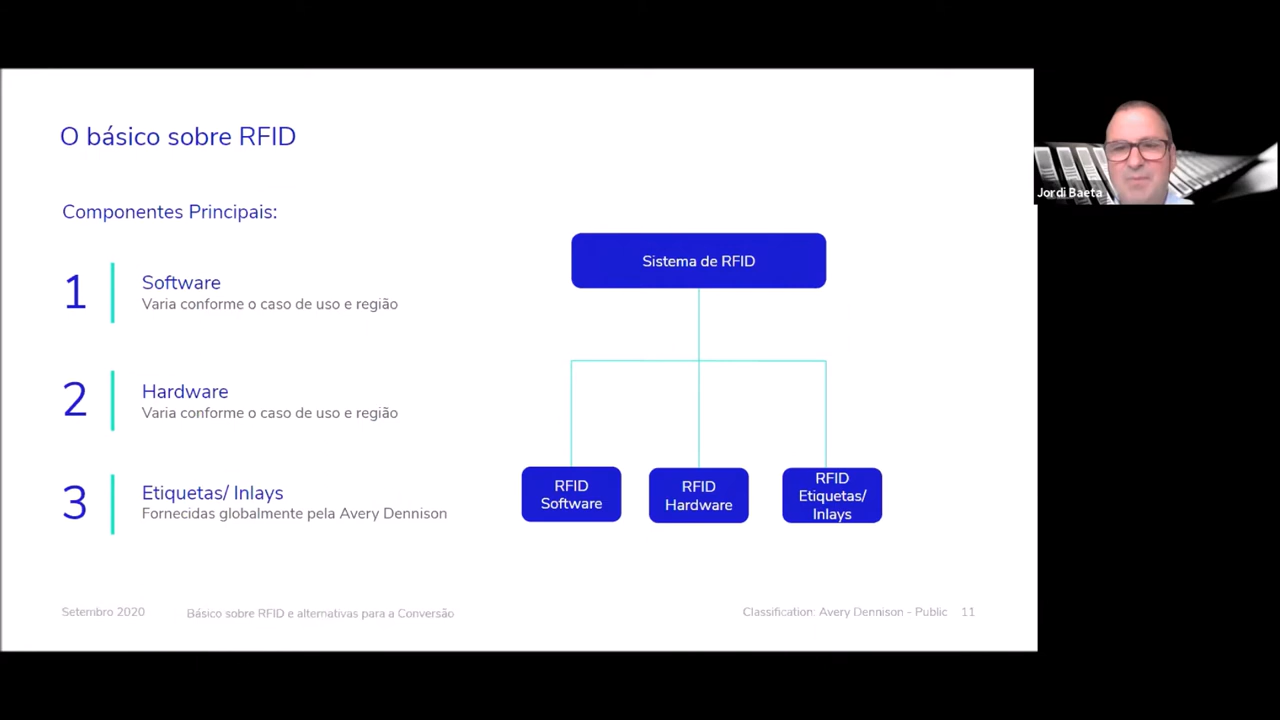 O básico sobre RFID
Componentes Principais:
1
Software
Varia conforme o caso de uso e região
2
Hardware
Varia conforme o caso de uso e região
3
Etiquetas/ Inlays
Fornecidas globalmente pela Avery Dennison
Sistema de RFID
RFID
Software
RFID
Hardware
RFID
Etiquetas/
Inlays
Setembro 2020
Básico sobre RFID e alternativas para a Conversão
Classification: Avery Dennison - Public
11
Jordi Baeta